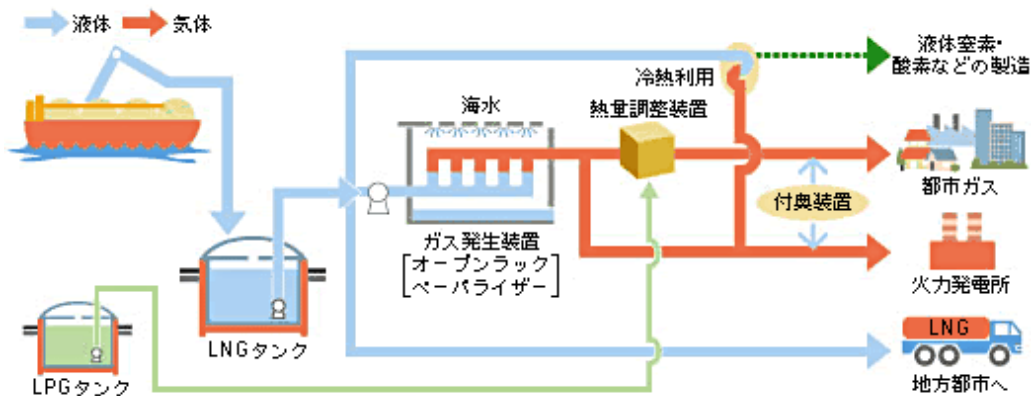 液体
気体
液体窒素・
酸素などの製造
冷熱利用
熱量調整装置
海水
都市ガス
付臭装置
ガス発生装置
[オープンラック
ベーパライザー]
火力発電所
LNG
LNGタンク
LPGタンク
地方都市へ